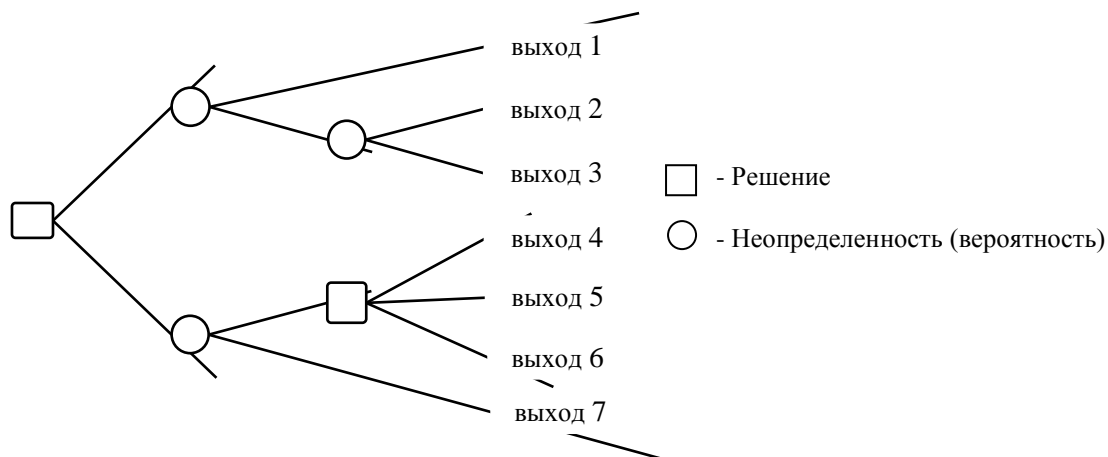 выход 1
выход 2
выход 3
- Решение
выход 4
- Неопределенность (вероятность)
выход 5
выход 6
выход 7